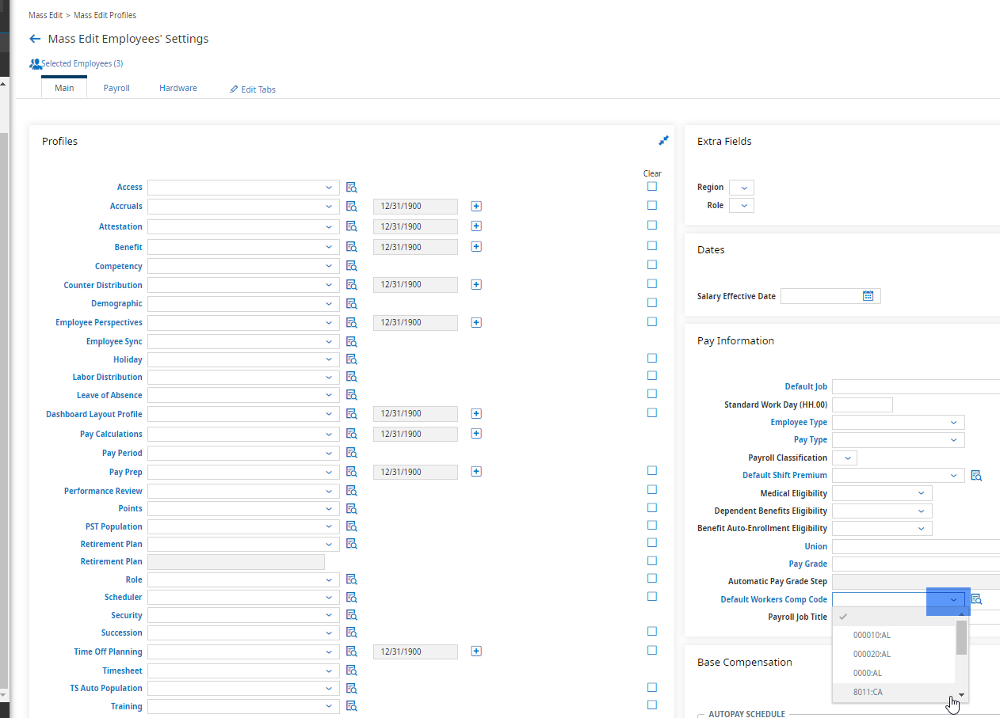 Mass Edit > Mass Edit Profiles
Mass Edit Employees' Settings
Selected Employees (3)
Main Payroll Hardware Edit Tabs
Profiles
Clear
Access
Accruals 12/31/1900
Attestation 12/31/1900
Benefit 12/31/1900
Competency
Counter Distribution 12/31/1900
Demographic
Employee Perspectives 12/31/1900
Employee Sync
Holiday
Labor Distribution
Leave of Absence
Dashboard Layout Profile 12/31/1900
Pay Calculations 12/31/1900
Pay Period
Pay Prep 12/31/1900
Performance Review
Points
PST Population
Retirement Plan
Retirement Plan
Role
Scheduler
Security
Succession
Time Off Planning 12/31/1900
Timesheet
TS Auto Population
Training
Extra Fields
Region
Role
Dates
Salary Effective Date
Pay Information
Default Job
Standard Work Day (HH.00)
Employee Type
Pay Type
Payroll Classification
Default Shift Premium
Medical Eligibility
Dependent Benefits Eligibility
Benefit Auto-Enrollment Eligibility
Union
Pay Grade
Automatic Pay Grade Step
Default Workers Comp Code
Payroll Job Title
000010:AL
000020:AL
0000:AL
8011:CA
Base Compensation
AUTOPAY SCHEDULE